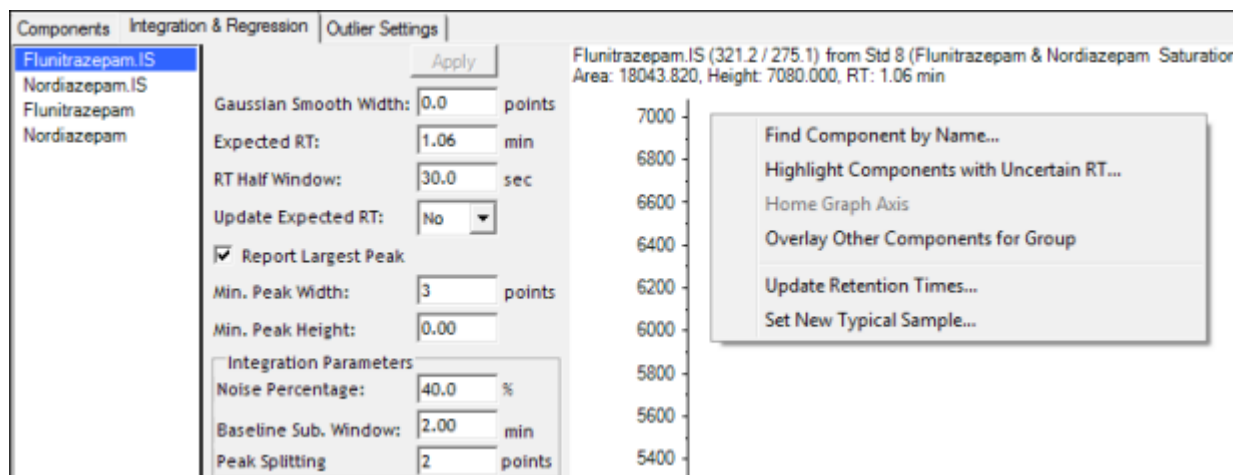 Components Integration & Regression Outlier Settings
Flunitrazepam.IS
Nordiazepam.IS
Flunitrazepam
Nordiazepam
Apply
Gaussian Smooth Width: 0.0 points
Expected RT: 1.06 min
RT Half Window: 30.0 sec
Update Expected RT: No
Report Largest Peak
Min. Peak Width: 3 points
Min. Peak Height: 0.00
Integration Parameters
Noise Percentage: 40.0 %
Baseline Sub. Window: 2.00 min
Peak Splitting 2 points
Flunitrazepam.IS (321.2 / 275.1) from Std 8 (Flunitrazepam & Nordiazepam Saturation
Area: 18043.820, Height: 7080.000, RT: 1.06 min
7000
6800
6600
6400
6200
6000
5800
5600
5400
Find Component by Name...
Highlight Components with Uncertain RT...
Home Graph Axis
Overlay Other Components for Group
Update Retention Times...
Set New Typical Sample...